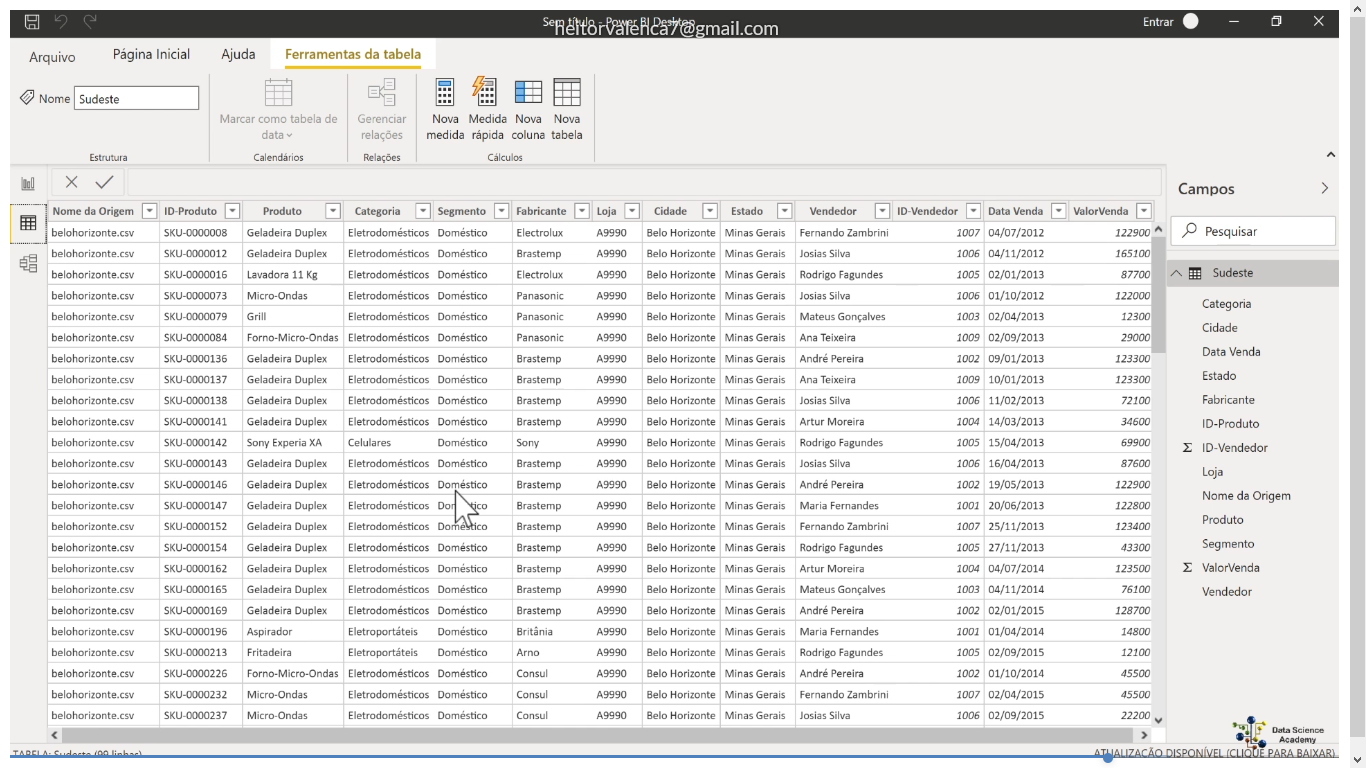 Sem título - Power BI Desktop
heitorvalenca7@gmail.com
Entrar
Arquivo Página Inicial Ajuda Ferramentas da tabela
Nome Sudeste
Marcar como tabela de data
Gerenciar relações
Nova medida
Medida rápida
Nova coluna
Nova tabela
Estrutura Calendários Relações Cálculos
Nome da Origem ID-Produto Produto Categoria Segmento Fabricante Loja Cidade Estado Vendedor ID-Vendedor Data Venda ValorVenda
belohorizonte.csv SKU-0000008 Geladeira Duplex Eletrodomésticos Doméstico Electrolux A9990 Belo Horizonte Minas Gerais Fernando Zambrini 1007 04/07/2012 122900
belohorizonte.csv SKU-0000012 Geladeira Duplex Eletrodomésticos Doméstico Brastemp A9990 Belo Horizonte Minas Gerais Josias Silva 1006 04/11/2012 165100
belohorizonte.csv SKU-0000016 Lavadora 11 Kg Eletrodomésticos Doméstico Electrolux A9990 Belo Horizonte Minas Gerais Rodrigo Fagundes 1005 02/01/2013 87700
belohorizonte.csv SKU-0000073 Micro-Ondas Eletrodomésticos Doméstico Panasonic A9990 Belo Horizonte Minas Gerais Josias Silva 1006 01/10/2012 122000
belohorizonte.csv SKU-0000079 Grill Eletrodomésticos Doméstico Panasonic A9990 Belo Horizonte Minas Gerais Mateus Gonçalves 1003 02/04/2013 12300
belohorizonte.csv SKU-0000084 Forno-Micro-Ondas Eletrodomésticos Doméstico Panasonic A9990 Belo Horizonte Minas Gerais Ana Teixeira 1009 02/09/2013 29000
belohorizonte.csv SKU-0000136 Geladeira Duplex Eletrodomésticos Doméstico Brastemp A9990 Belo Horizonte Minas Gerais André Pereira 1002 09/01/2013 123300
belohorizonte.csv SKU-0000137 Geladeira Duplex Eletrodomésticos Doméstico Brastemp A9990 Belo Horizonte Minas Gerais Ana Teixeira 1009 10/01/2013 123300
belohorizonte.csv SKU-0000138 Geladeira Duplex Eletrodomésticos Doméstico Brastemp A9990 Belo Horizonte Minas Gerais Josias Silva 1006 11/02/2013 72100
belohorizonte.csv SKU-0000141 Geladeira Duplex Eletrodomésticos Doméstico Brastemp A9990 Belo Horizonte Minas Gerais Artur Moreira 1004 14/03/2013 34600
belohorizonte.csv SKU-0000142 Sony Experia XA Celulares Doméstico Sony A9990 Belo Horizonte Minas Gerais Rodrigo Fagundes 1005 15/04/2013 69900
belohorizonte.csv SKU-0000143 Geladeira Duplex Eletrodomésticos Doméstico Brastemp A9990 Belo Horizonte Minas Gerais Josias Silva 1006 16/04/2013 87600
belohorizonte.csv SKU-0000146 Geladeira Duplex Eletrodomésticos Doméstico Brastemp A9990 Belo Horizonte Minas Gerais André Pereira 1002 19/05/2013 122900
belohorizonte.csv SKU-0000147 Geladeira Duplex Eletrodomésticos Doméstico Brastemp A9990 Belo Horizonte Minas Gerais Maria Fernandes 1001 20/06/2013 122800
belohorizonte.csv SKU-0000152 Geladeira Duplex Eletrodomésticos Doméstico Brastemp A9990 Belo Horizonte Minas Gerais Fernando Zambrini 1007 25/11/2013 123400
belohorizonte.csv SKU-0000154 Geladeira Duplex Eletrodomésticos Doméstico Brastemp A9990 Belo Horizonte Minas Gerais Rodrigo Fagundes 1005 27/11/2013 43300
belohorizonte.csv SKU-0000162 Geladeira Duplex Eletrodomésticos Doméstico Brastemp A9990 Belo Horizonte Minas Gerais Artur Moreira 1004 04/07/2014 123500
belohorizonte.csv SKU-0000165 Geladeira Duplex Eletrodomésticos Doméstico Brastemp A9990 Belo Horizonte Minas Gerais Mateus Gonçalves 1003 04/11/2014 76100
belohorizonte.csv SKU-0000169 Geladeira Duplex Eletrodomésticos Doméstico Brastemp A9990 Belo Horizonte Minas Gerais André Pereira 1002 02/01/2015 128700
belohorizonte.csv SKU-0000196 Aspirador Eletroportáteis Doméstico Britânia A9990 Belo Horizonte Minas Gerais Maria Fernandes 1001 01/04/2014 14800
belohorizonte.csv SKU-0000213 Fritadeira Eletroportáteis Doméstico Arno A9990 Belo Horizonte Minas Gerais Rodrigo Fagundes 1005 02/09/2015 12100
belohorizonte.csv SKU-0000226 Forno-Micro-Ondas Eletrodomésticos Doméstico Consul A9990 Belo Horizonte Minas Gerais André Pereira 1002 01/10/2014 45500
belohorizonte.csv SKU-0000232 Micro-Ondas Eletrodomésticos Doméstico Consul A9990 Belo Horizonte Minas Gerais Fernando Zambrini 1007 02/04/2015 45500
belohorizonte.csv SKU-0000237 Micro-Ondas Eletrodomésticos Doméstico Consul A9990 Belo Horizonte Minas Gerais Josias Silva 1006 02/09/2015 22200
Campos
Pesquisar
Sudeste
Categoria
Cidade
Data Venda
Estado
Fabricante
ID-Produto
Σ ID-Vendedor
Loja
Nome da Origem
Produto
Segmento
Σ ValorVenda
Vendedor
Data Science
Academy
TABELA: Sudeste (99 linhas)
ATUALIZAÇÃO DISPONÍVEL (CLIQUE PARA BAIXAR)